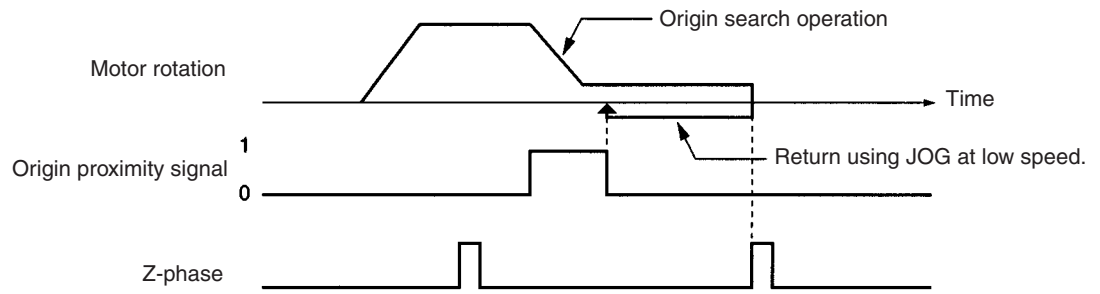 Origin search operation
Motor rotation
Time
1
Origin proximity signal
0
Return using JOG at low speed.
Z-phase